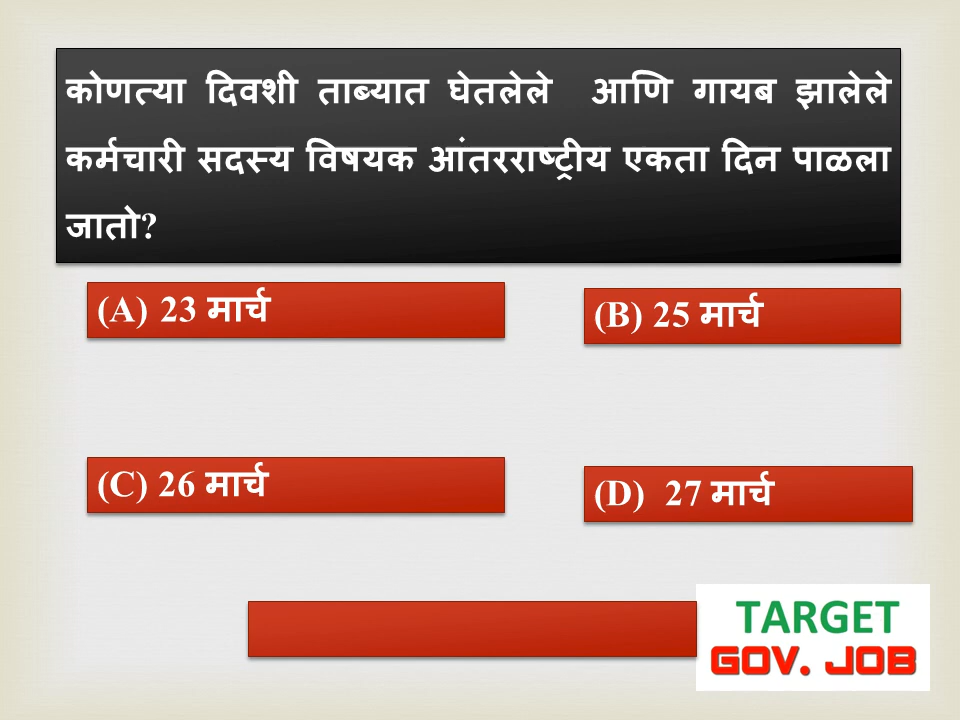 कोणत्या दिवशी ताब्यात घेतलेले आणि गायब झालेले
कर्मचारी सदस्य विषयक आंतरराष्ट्रीय एकता दिन पाळला
जातो?
(A) 23 मार्च
(B) 25 मार्च
(C) 26 मार्च
(D) 27 मार्च
TARGET
GOV. JOB